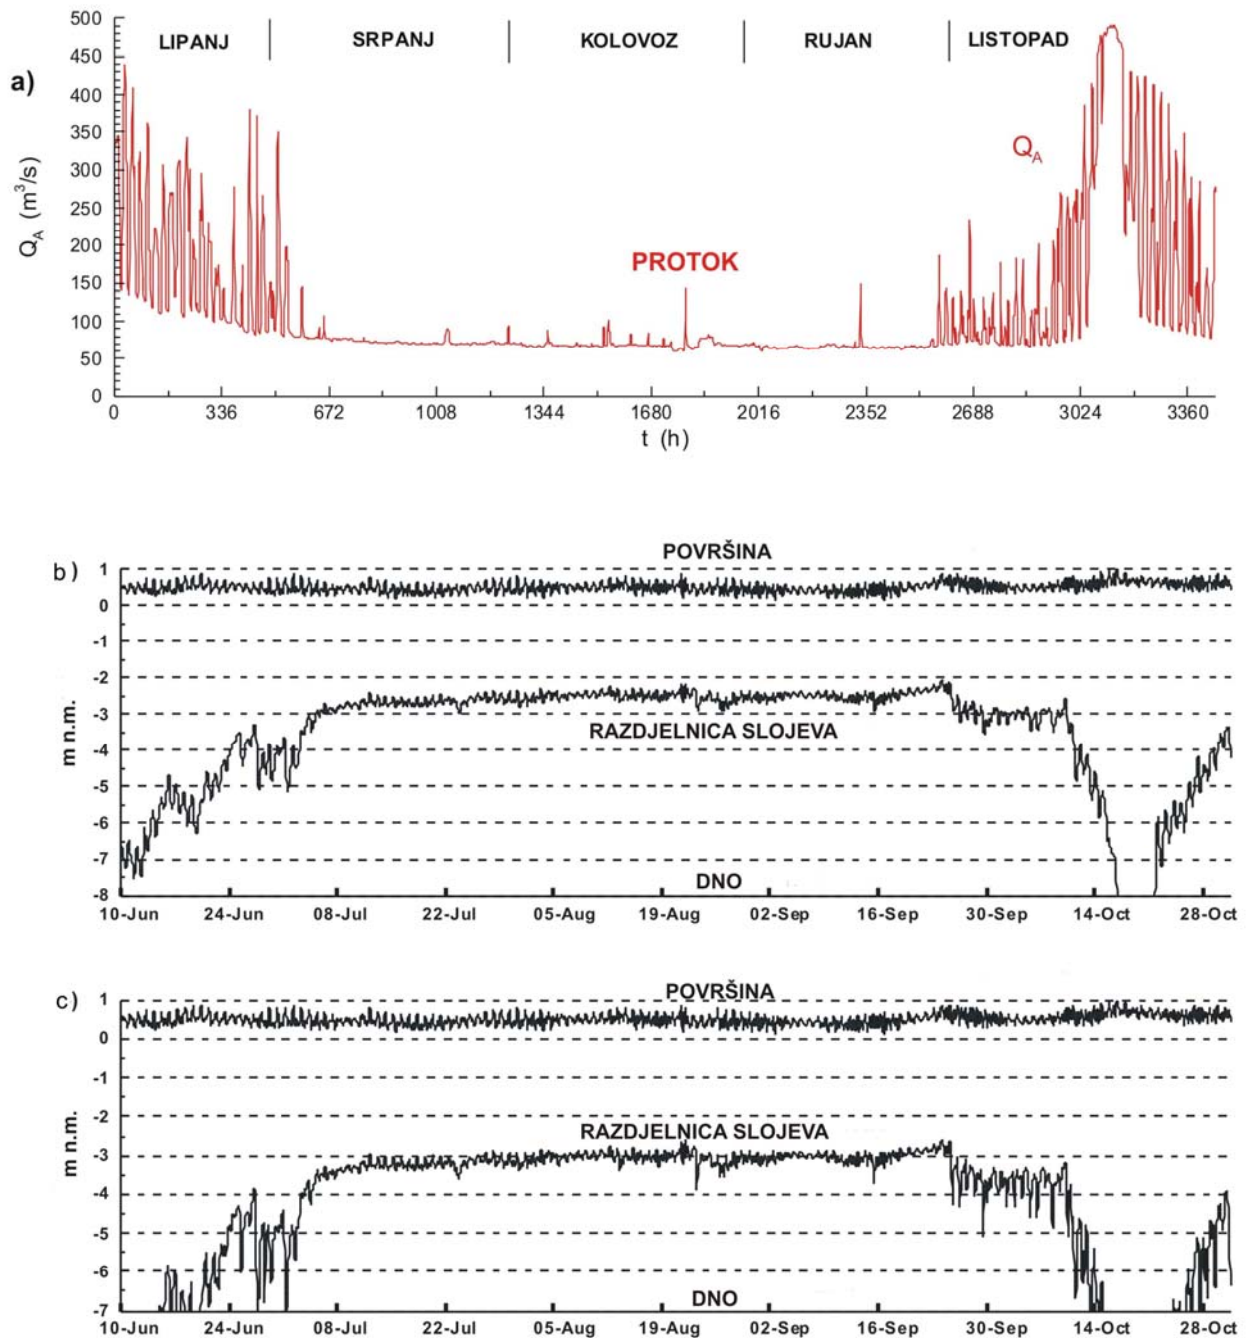 a)
LIPANJ SRPANJ KOLOVOZ RUJAN LISTOPAD
500
450
400
350
300
250
200
150
100
50
0
Q_A (m³/s)
Q_A
PROTOK
0 336 672 1008 1344 1680 2016 2352 2688 3024 3360
t (h)
b)
POVRŠINA
1
0
-1
-2
-3
-4
-5
-6
-7
-8
m n.m.
RAZDJELNICA SLOJEVA
DNO
10-Jun 24-Jun 08-Jul 22-Jul 05-Aug 19-Aug 02-Sep 16-Sep 30-Sep 14-Oct 28-Oct
c)
POVRŠINA
1
0
-1
-2
-3
-4
-5
-6
-7
m n.m.
RAZDJELNICA SLOJEVA
DNO
10-Jun 24-Jun 08-Jul 22-Jul 05-Aug 19-Aug 02-Sep 16-Sep 30-Sep 14-Oct 28-Oct